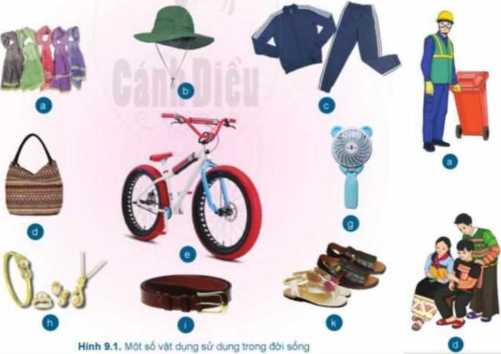 Cánh Diều
a
b
c
a
d
e
g
h
i
k
d
Hình 9.1. Một số vật dụng sử dụng trong đời sống